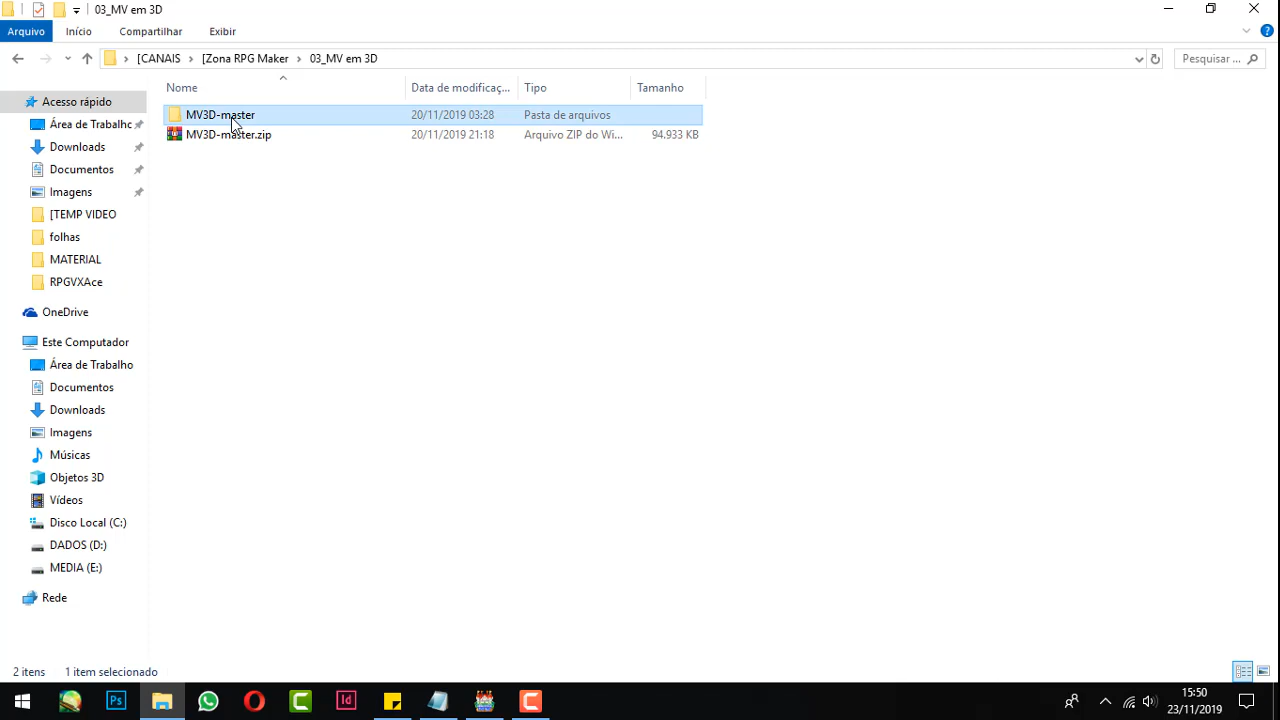 03_MV em 3D
Arquivo Início Compartilhar Exibir
[CANAIS > [Zona RPG Maker > 03_MV em 3D
Pesquisar ...
Nome Data de modificaç... Tipo Tamanho
MV3D-master 20/11/2019 03:28 Pasta de arquivos
MV3D-master.zip 20/11/2019 21:18 Arquivo ZIP do Wi... 94.933 KB
Acesso rápido
Área de Trabalhc
Downloads
Documentos
Imagens
[TEMP VIDEO
folhas
MATERIAL
RPGVXAce
OneDrive
Este Computador
Área de Trabalho
Documentos
Downloads
Imagens
Músicas
Objetos 3D
Vídeos
Disco Local (C:)
DADOS (D:)
MEDIA (E:)
Rede
2 itens 1 item selecionado
Ps
Id
C
C
15:50
23/11/2019